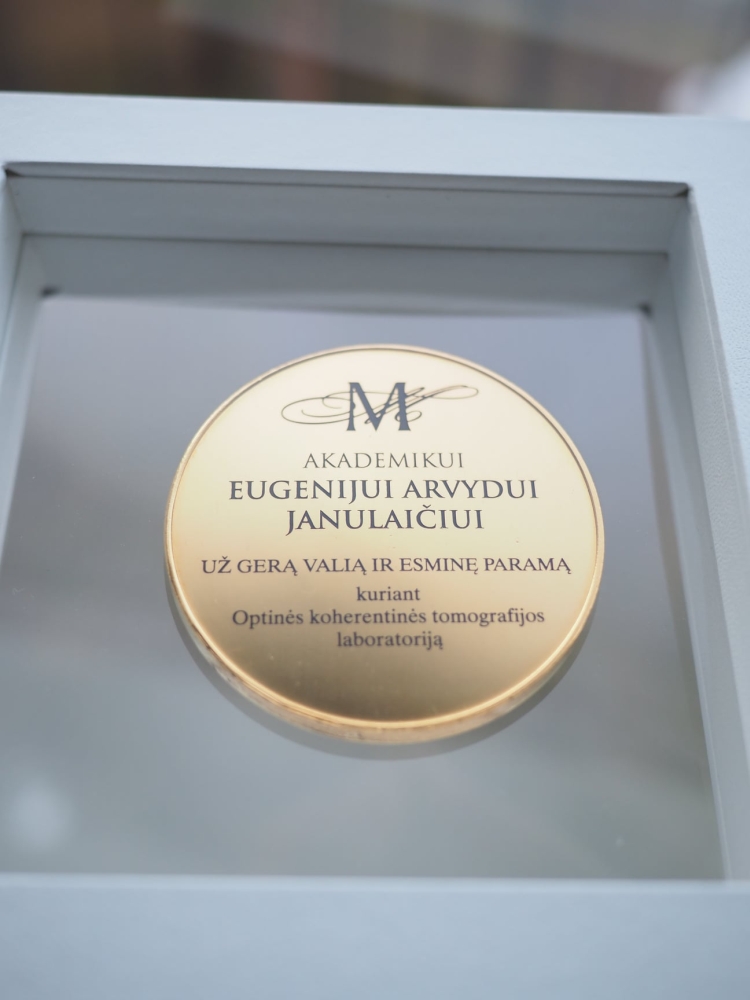 M
AKADEMIKUI
EUGENIJUI ARVYDUI
JANULAIČIUI
UŽ GERĄ VALIĄ IR ESMINĘ PARAMĄ
kuriant
Optinės koherentinės tomografijos
laboratoriją